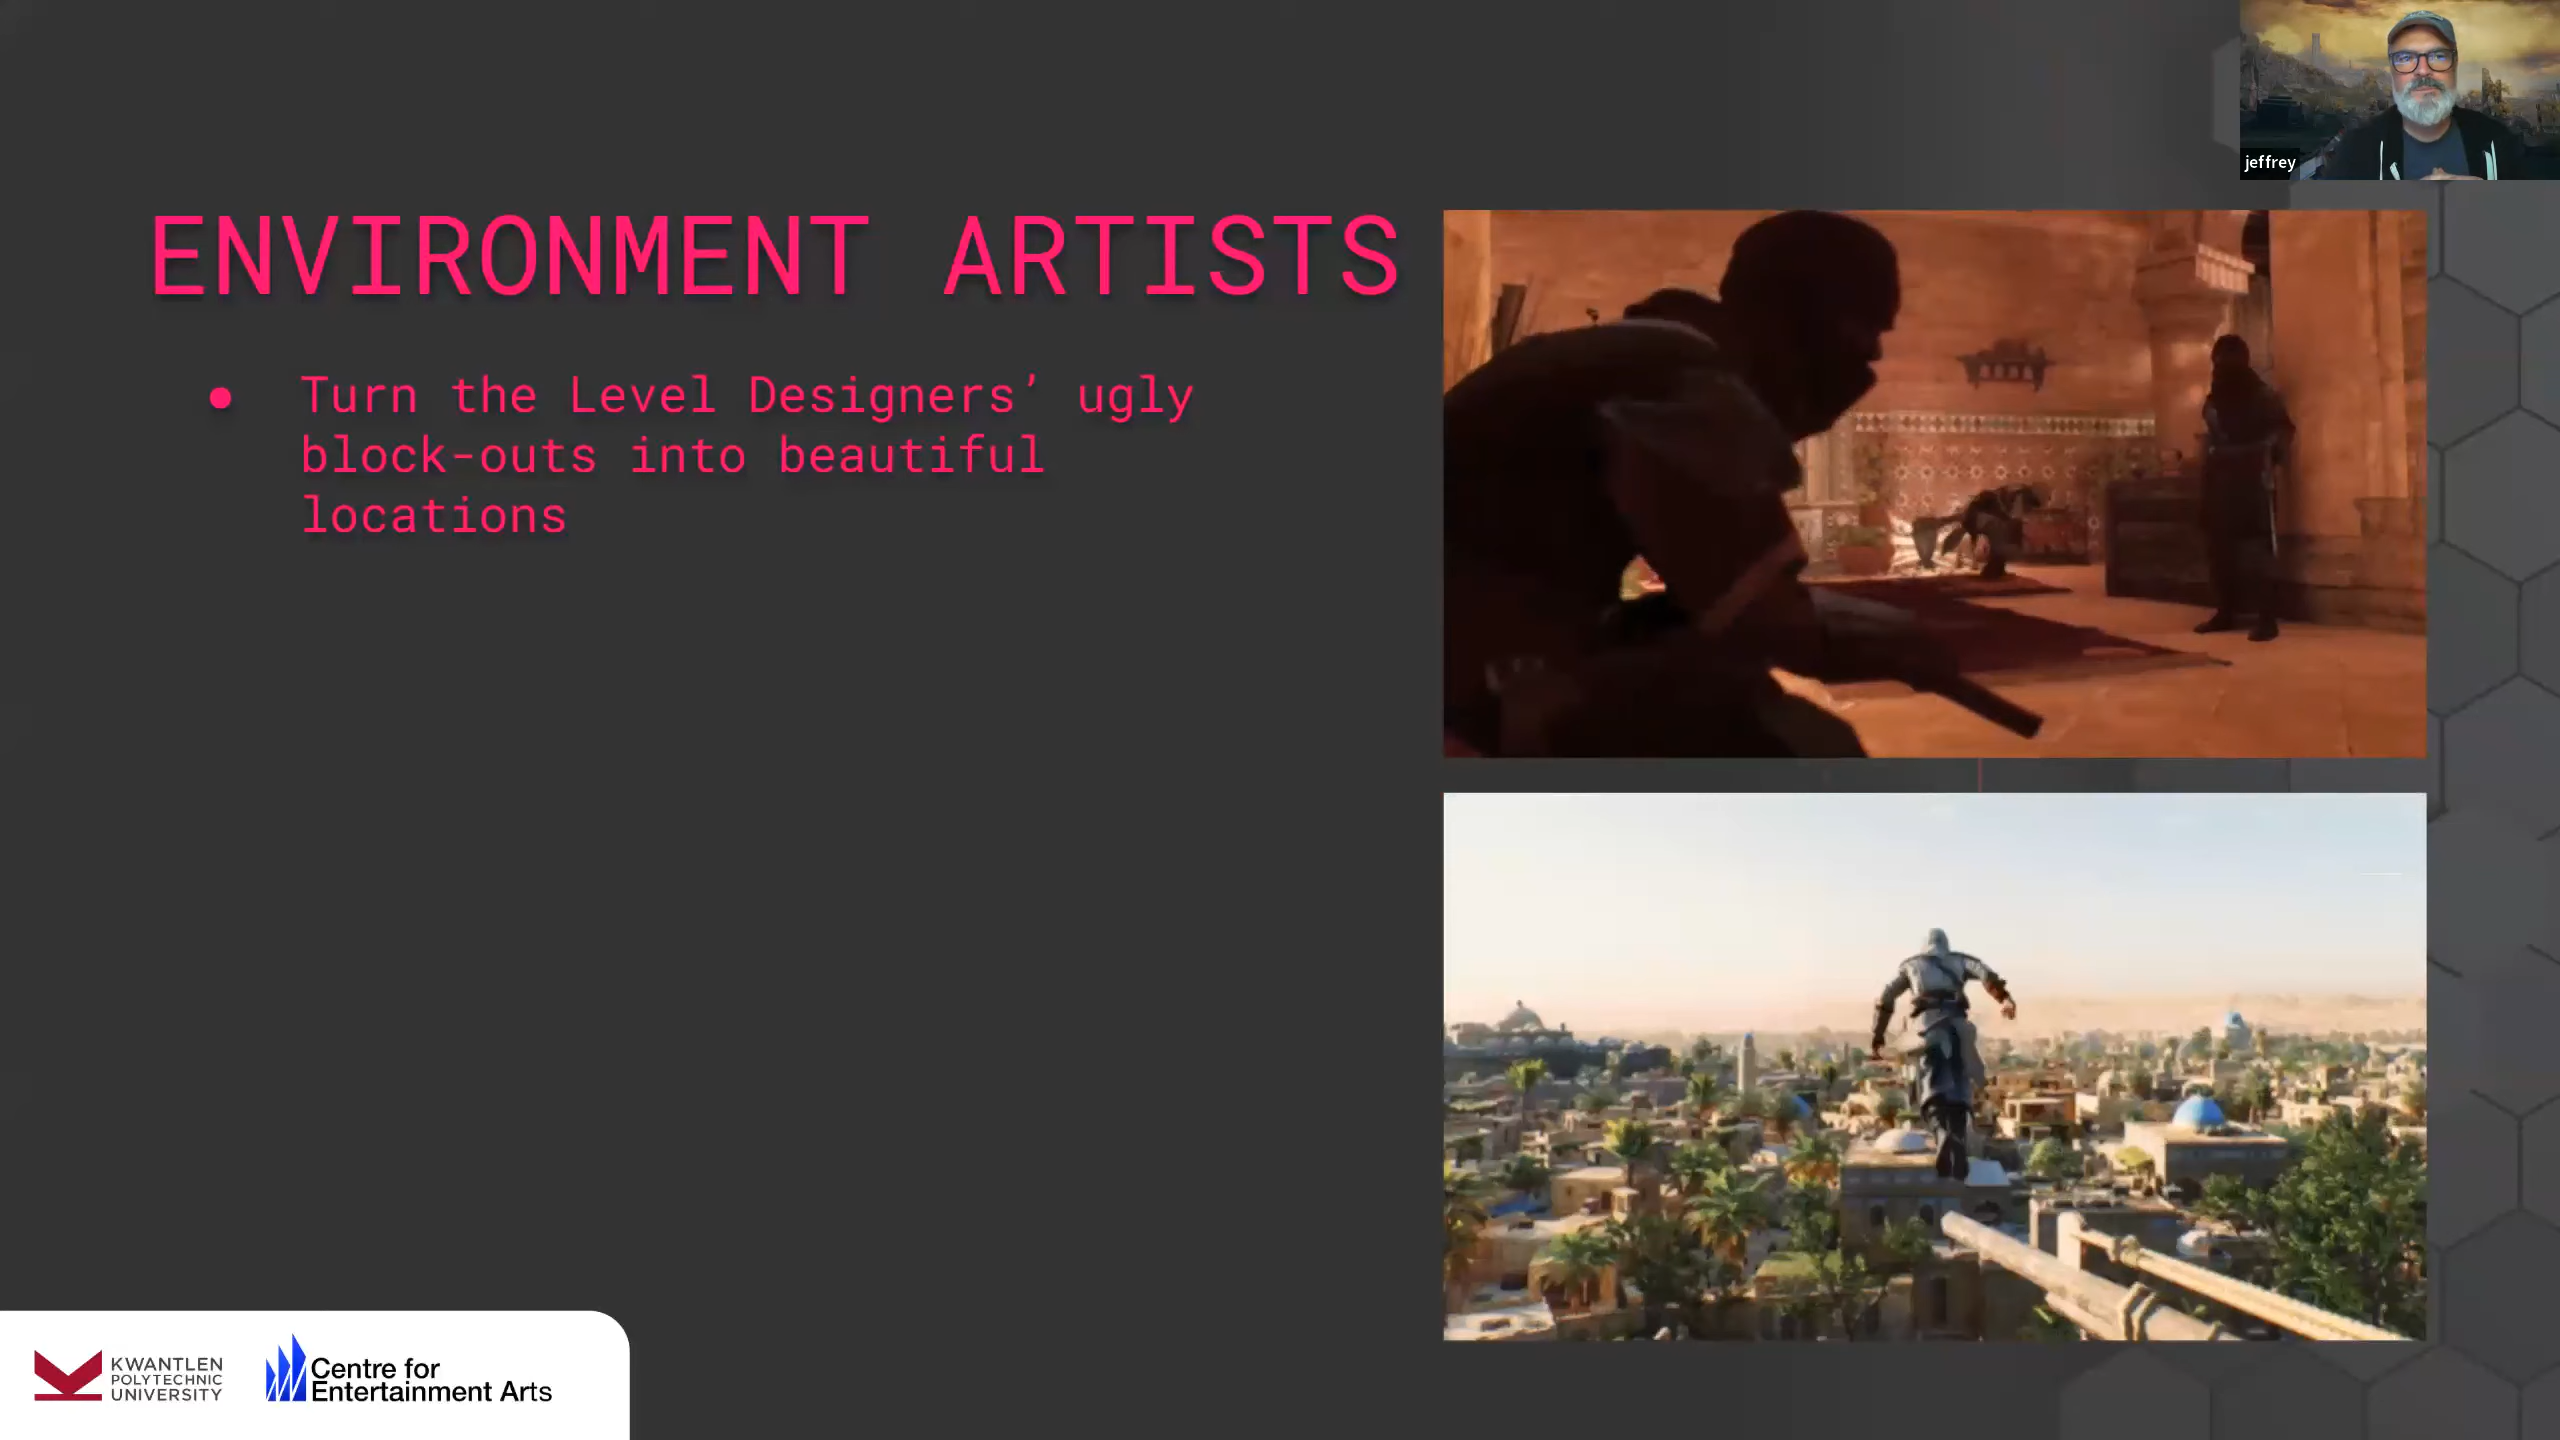 jeffrey
ENVIRONMENT ARTISTS
● Turn the Level Designers’ ugly
block-outs into beautiful
locations
KWANTLEN
POLYTECHNIC
UNIVERSITY
Centre for
Entertainment Arts